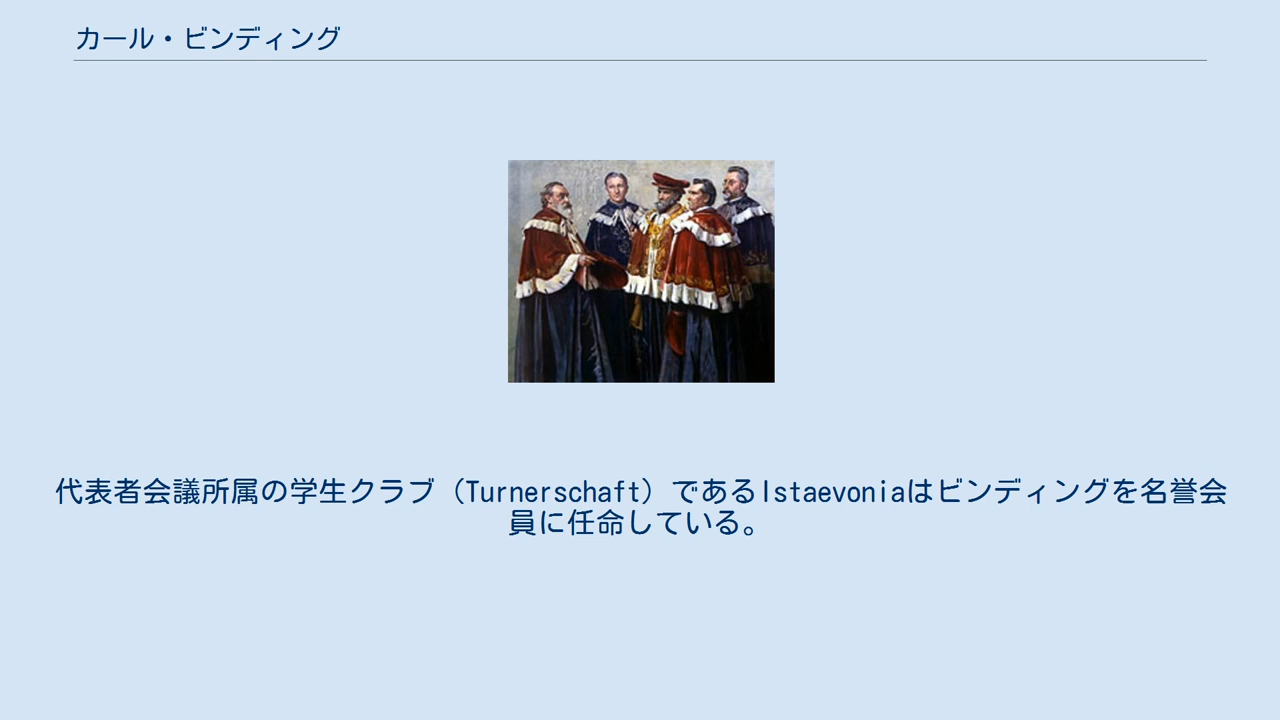 カール・ビンディング
代表者会議所属の学生クラブ（Turnerschaft）であるIstaevoniaはビンディングを名誉会
員に任命している。